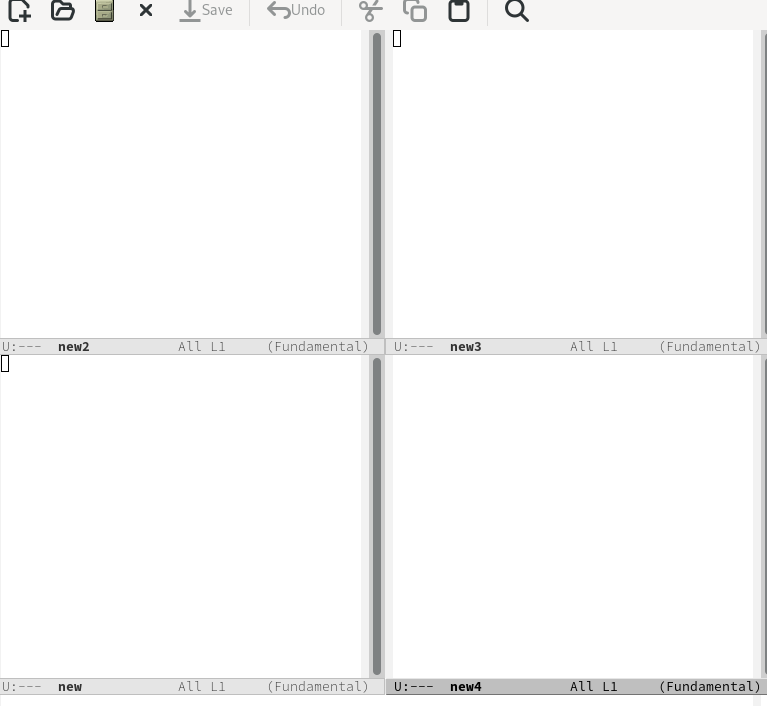 Save Undo
U:--- new2 All L1 (Fundamental)
U:--- new3 All L1 (Fundamental)
U:--- new All L1 (Fundamental)
U:--- new4 All L1 (Fundamental)